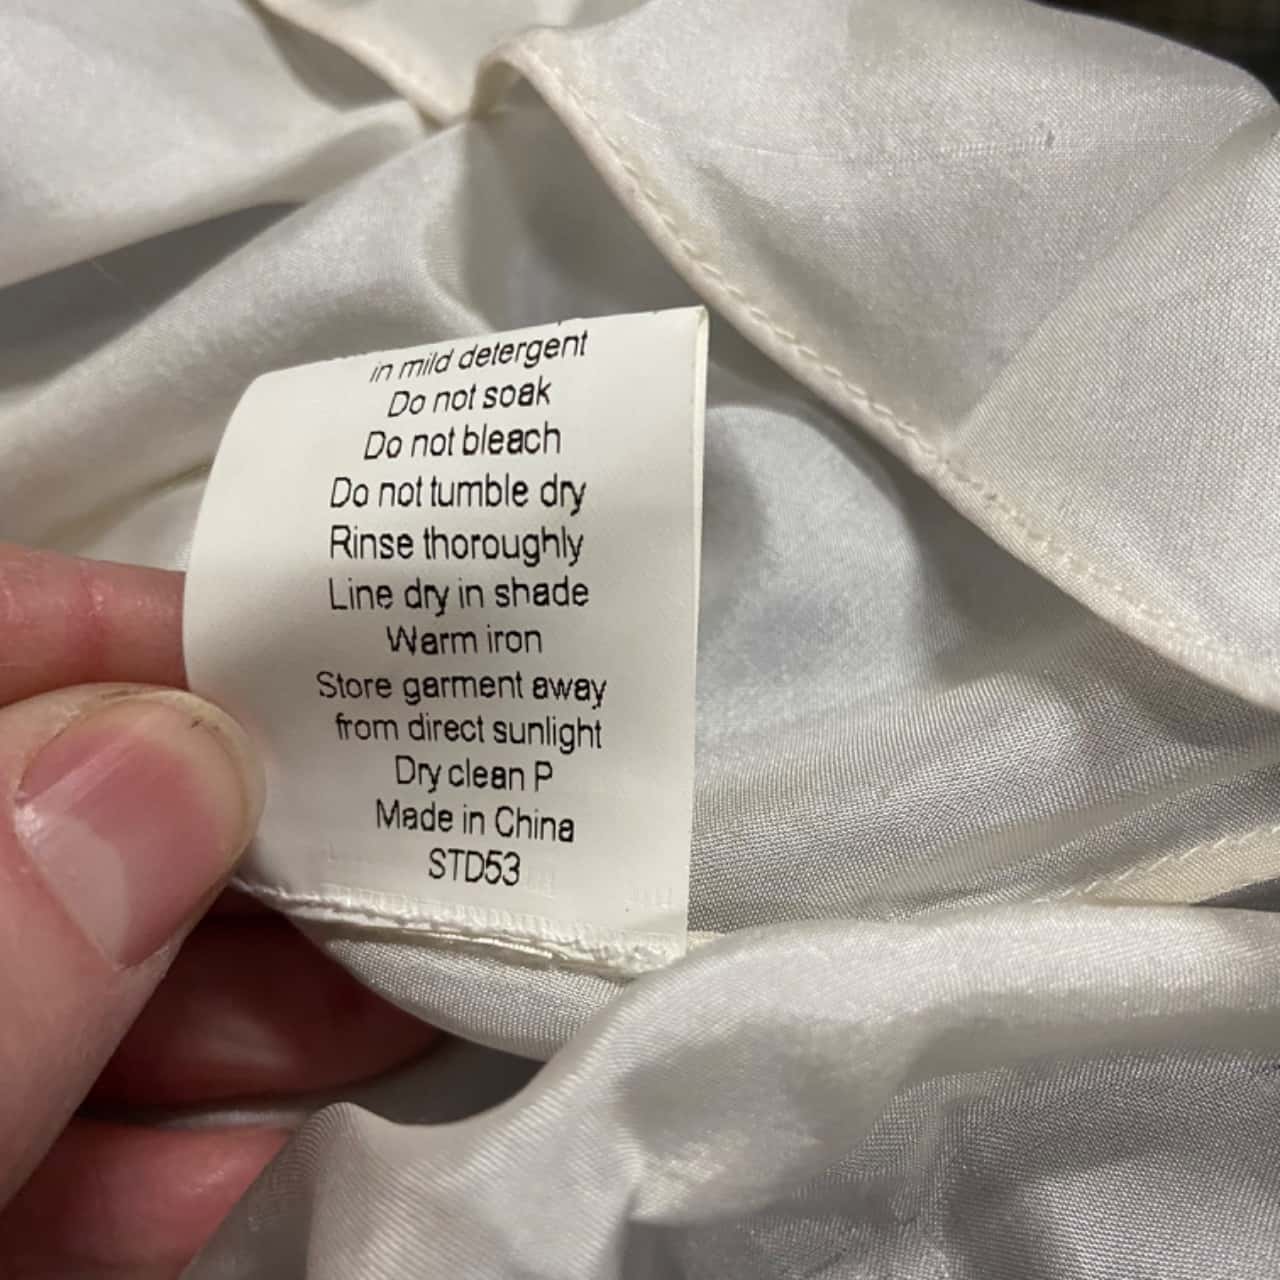 in mild detergent
Do not soak
Do not bleach
Do not tumble dry
Rinse thoroughly
Line dry in shade
Warm iron
Store garment away
from direct sunlight
Dry clean P
Made in China
STD53